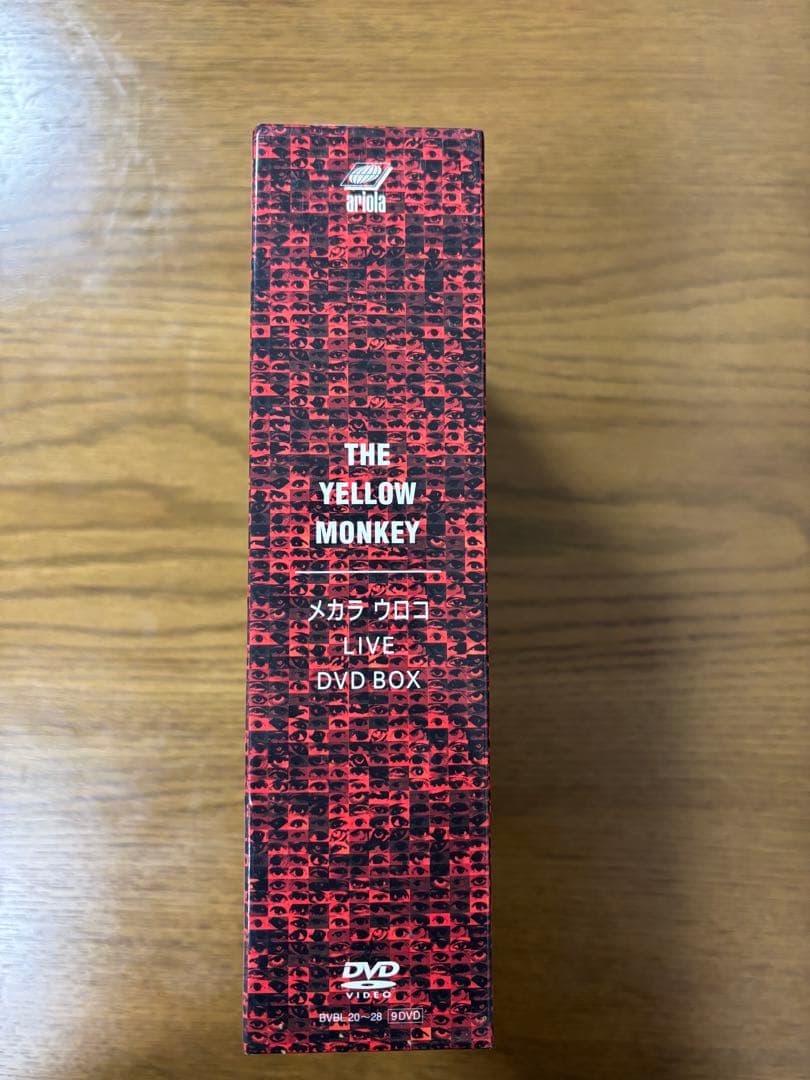 ariola
THE
YELLOW
MONKEY
メカラ ウロコ
LIVE
DVD BOX
DVD
VIDEO
BVBL 20～28 9DVD